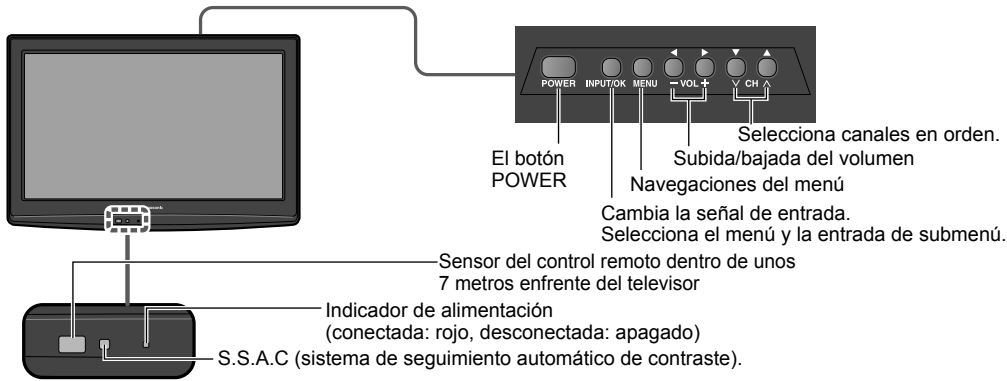 POWER INPUT/OK MENU − VOL + ∨ CH ∧
Selecciona canales en orden.
El botón
POWER
Subida/bajada del volumen
Navegaciones del menú
Cambia la señal de entrada.
Selecciona el menú y la entrada de submenú.
Sensor del control remoto dentro de unos
7 metros enfrente del televisor
Indicador de alimentación
(conectada: rojo, desconectada: apagado)
S.S.A.C (sistema de seguimiento automático de contraste).